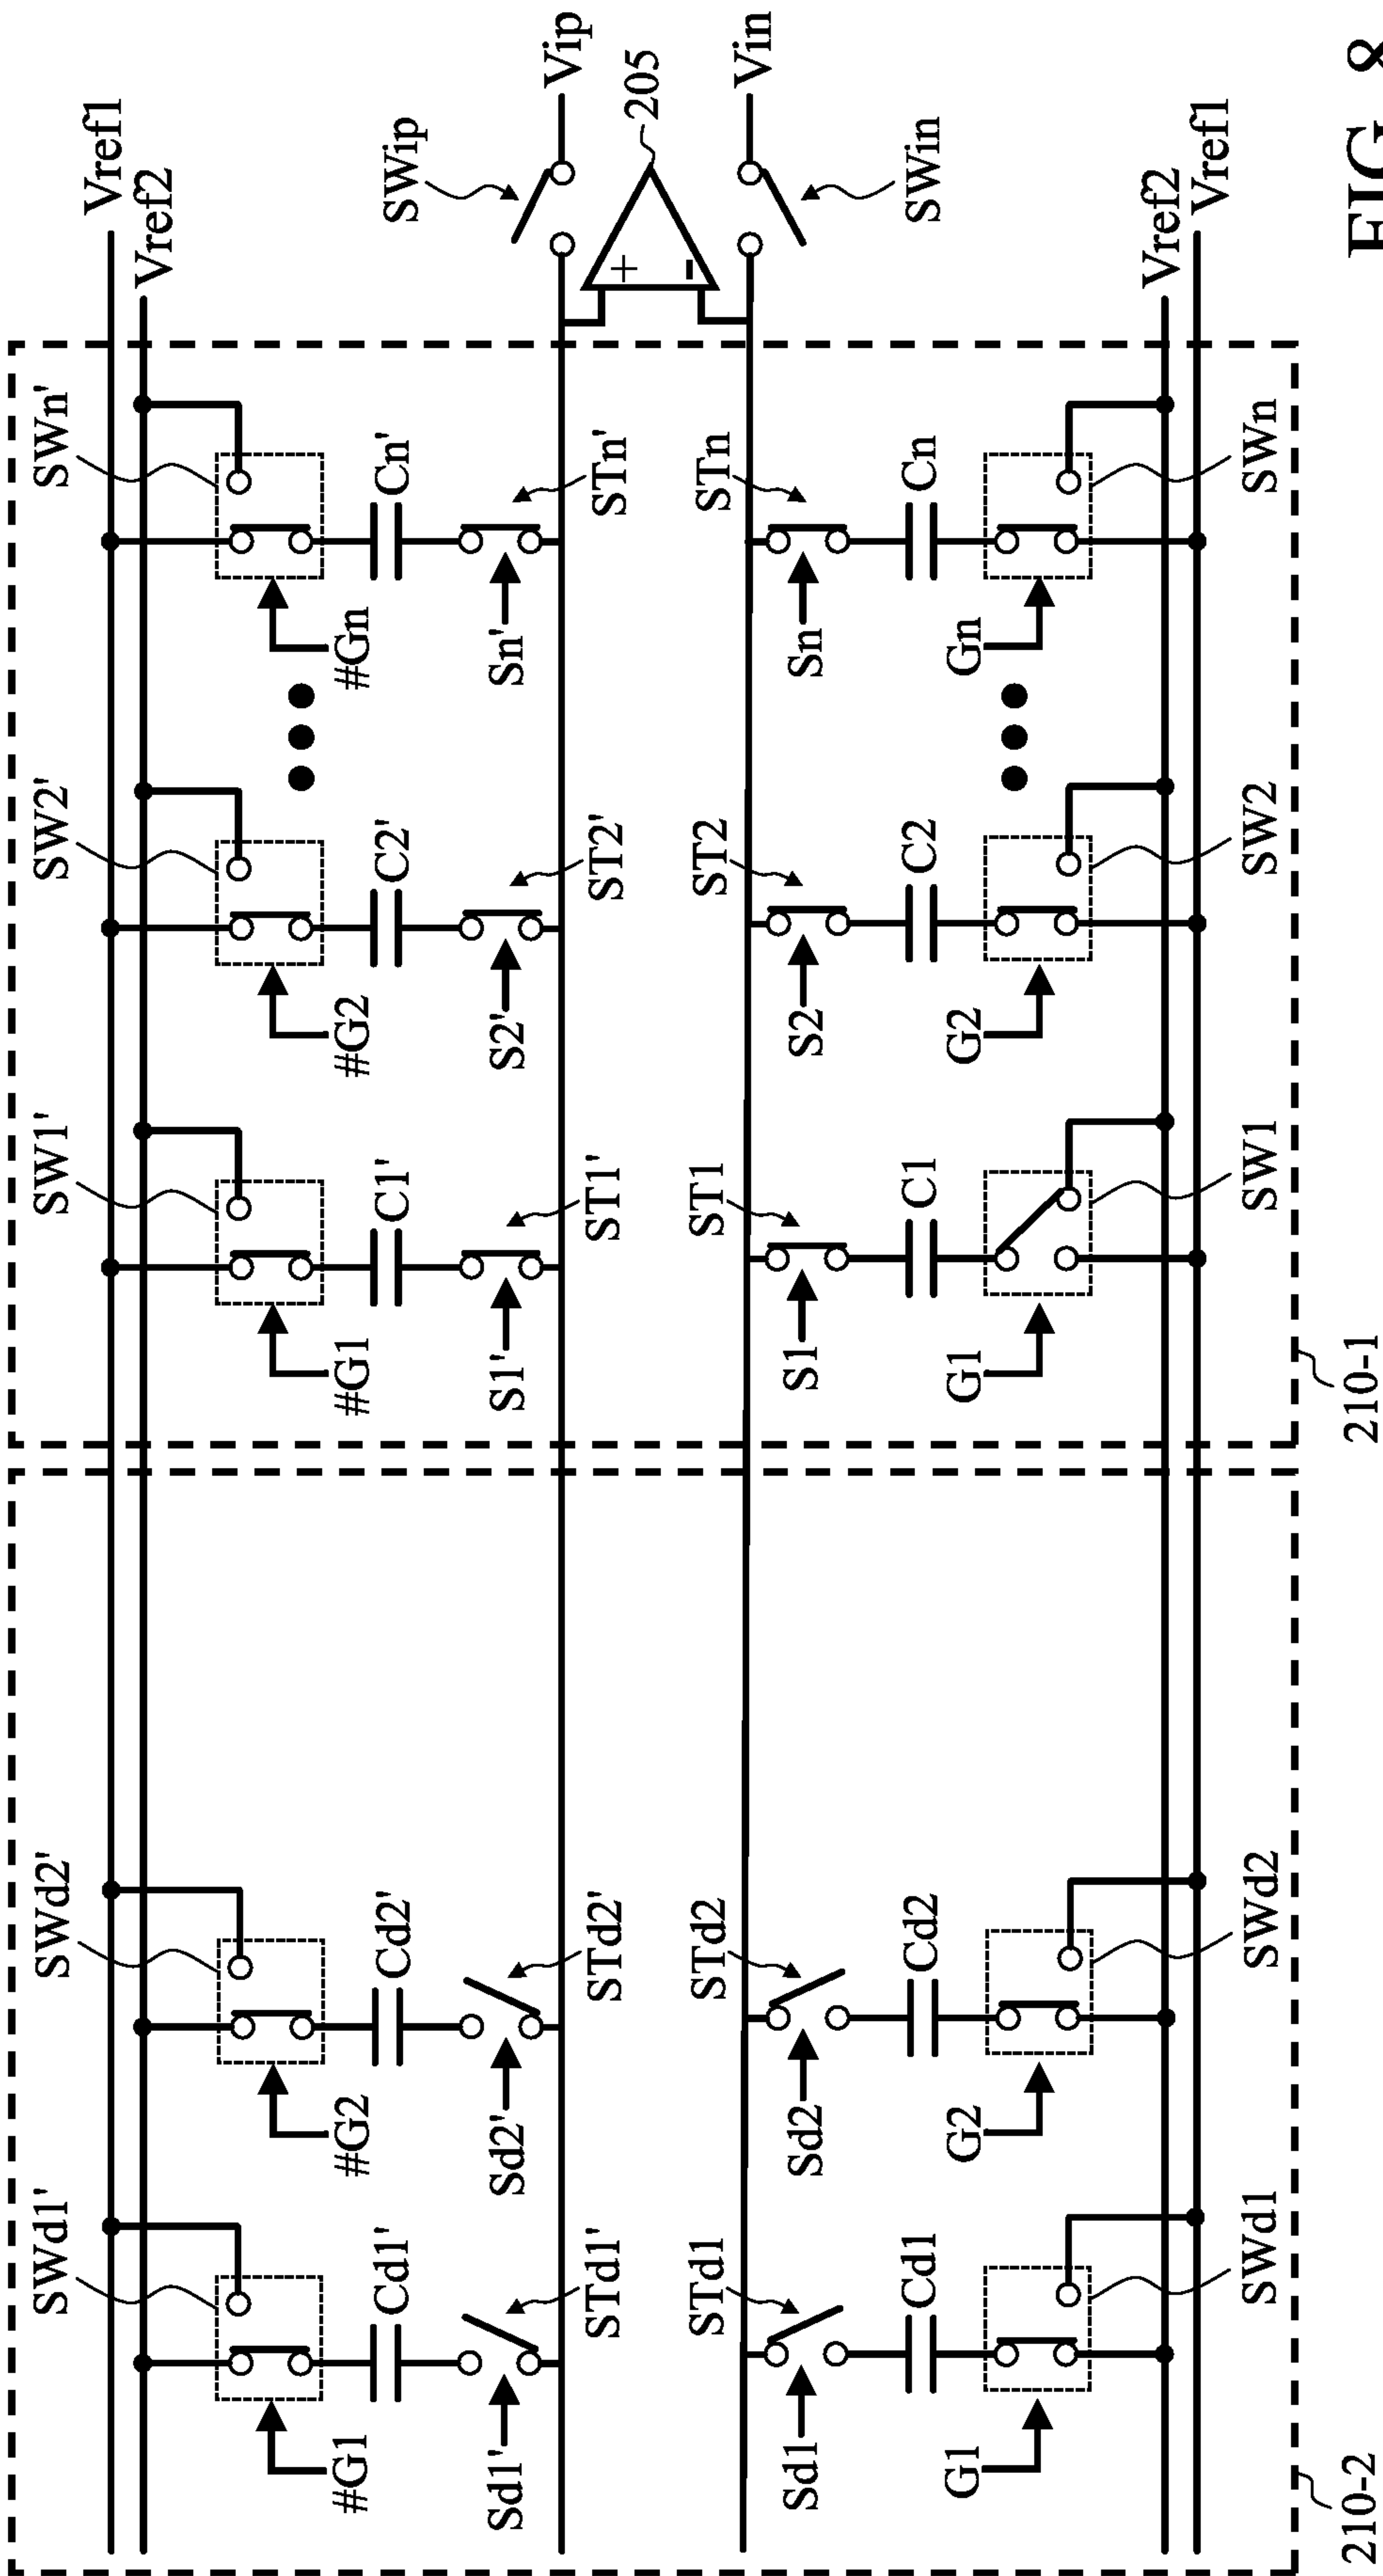 Vref1
Vref2
SWd1'
SWd2'
SW1'
SW2'
SWn'
#G1
#G2
#G1
#G2
#Gn
Cd1'
Cd2'
C1'
C2'
Cn'
Sd1'
Sd2'
S1'
S2'
Sn'
STd1'
STd2'
ST1'
ST2'
STn'
SWip
Vip
+
-
205
Vin
SWin
STd1
STd2
ST1
ST2
STn
Sd1
Sd2
S1
S2
Sn
Cd1
Cd2
C1
C2
Cn
G1
G2
G1
G2
Gn
Vref2
Vref1
SWd1
SWd2
SW1
SW2
SWn
210-2
210-1
FIG. 8